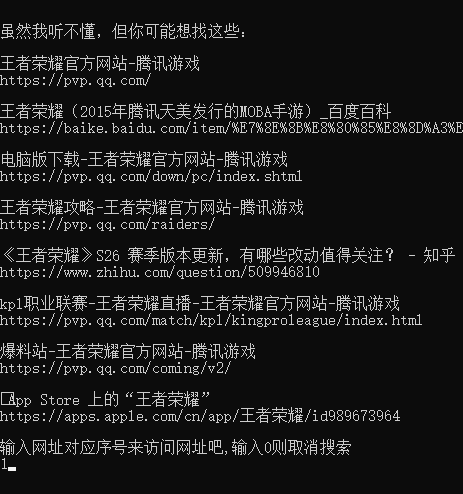 虽然我听不懂，但你可能想找这些：
王者荣耀官方网站-腾讯游戏
https://pvp.qq.com/
王者荣耀（2015年腾讯天美发行的MOBA手游）_百度百科
https://baike.baidu.com/item/%E7%8E%8B%E8%80%85%E8%8D%A3%E
电脑版下载-王者荣耀官方网站-腾讯游戏
https://pvp.qq.com/down/pc/index.shtml
王者荣耀攻略-王者荣耀官方网站-腾讯游戏
https://pvp.qq.com/raiders/
《王者荣耀》S26 赛季版本更新，有哪些改动值得关注？ - 知乎
https://www.zhihu.com/question/509946810
kpl职业联赛-王者荣耀直播-王者荣耀官方网站-腾讯游戏
https://pvp.qq.com/match/kpl/kingproleague/index.html
爆料站-王者荣耀官方网站-腾讯游戏
https://pvp.qq.com/coming/v2/
App Store 上的“王者荣耀”
https://apps.apple.com/cn/app/王者荣耀/id989673964
输入网址对应序号来访问网址吧,输入0则取消搜索
1